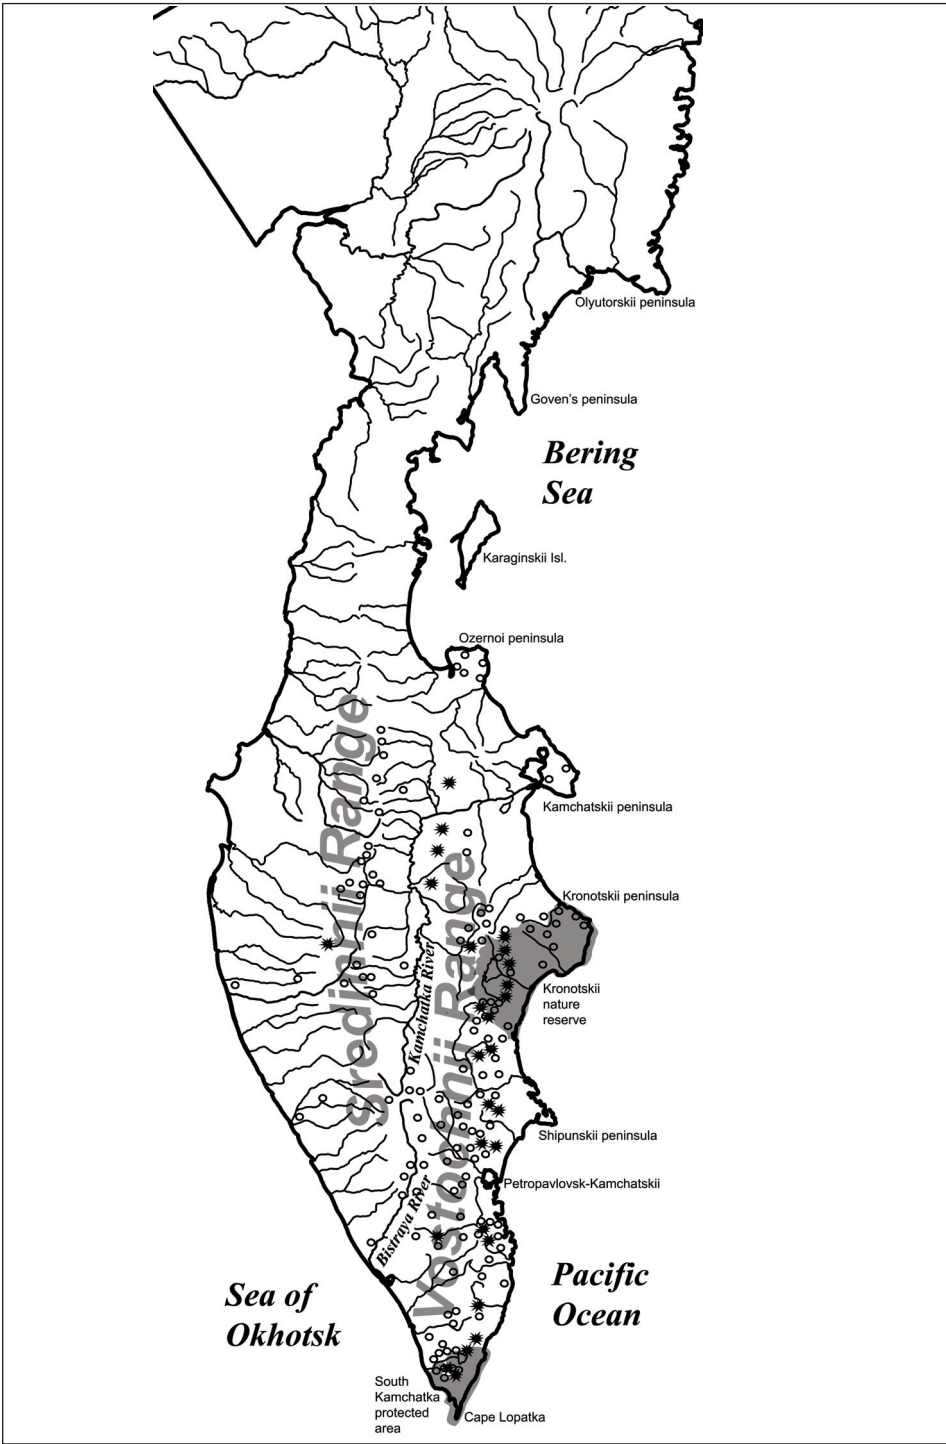 Olyutorskii peninsula
Goven's peninsula
Bering
Sea
Karaginskii Isl.
Ozernoi peninsula
Sredinnii Range
Kamchatskii peninsula
Kronotskii peninsula
Vostochnii Range
Kamchatka River
Kronotskii
nature
reserve
Shipunskii peninsula
Petropavlovsk-Kamchatskii
Bistraya River
Sea of
Okhotsk
Pacific
Ocean
South
Kamchatka
protected
area
Cape Lopatka